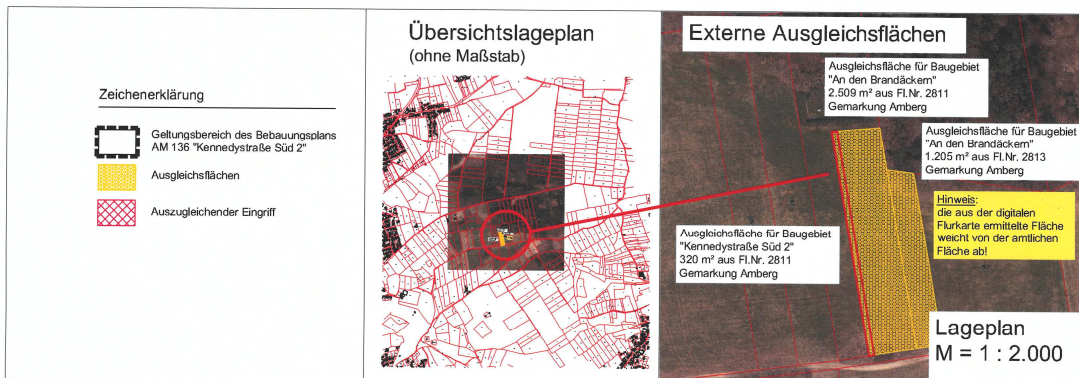 Zeichenerklärung
Geltungsbereich des Bebauungsplans
AM 136 "Kennedystraße Süd 2"
Ausgleichsflächen
Auszugleichender Eingriff
Übersichtslageplan
(ohne Maßstab)
Externe Ausgleichsflächen
Ausgleichsfläche für Baugebiet
"An den Brandäckern"
2.509 m² aus Fl.Nr. 2811
Gemarkung Amberg
Ausgleichsfläche für Baugebiet
"An den Brandäckern"
1.205 m² aus Fl.Nr. 2813
Gemarkung Amberg
Hinweis:
die aus der digitalen
Flurkarte ermittelte Fläche
weicht von der amtlichen
Fläche ab!
Ausgleichsfläche für Baugebiet
"Kennedystraße Süd 2"
320 m² aus Fl.Nr. 2811
Gemarkung Amberg
Lageplan
M = 1 : 2.000